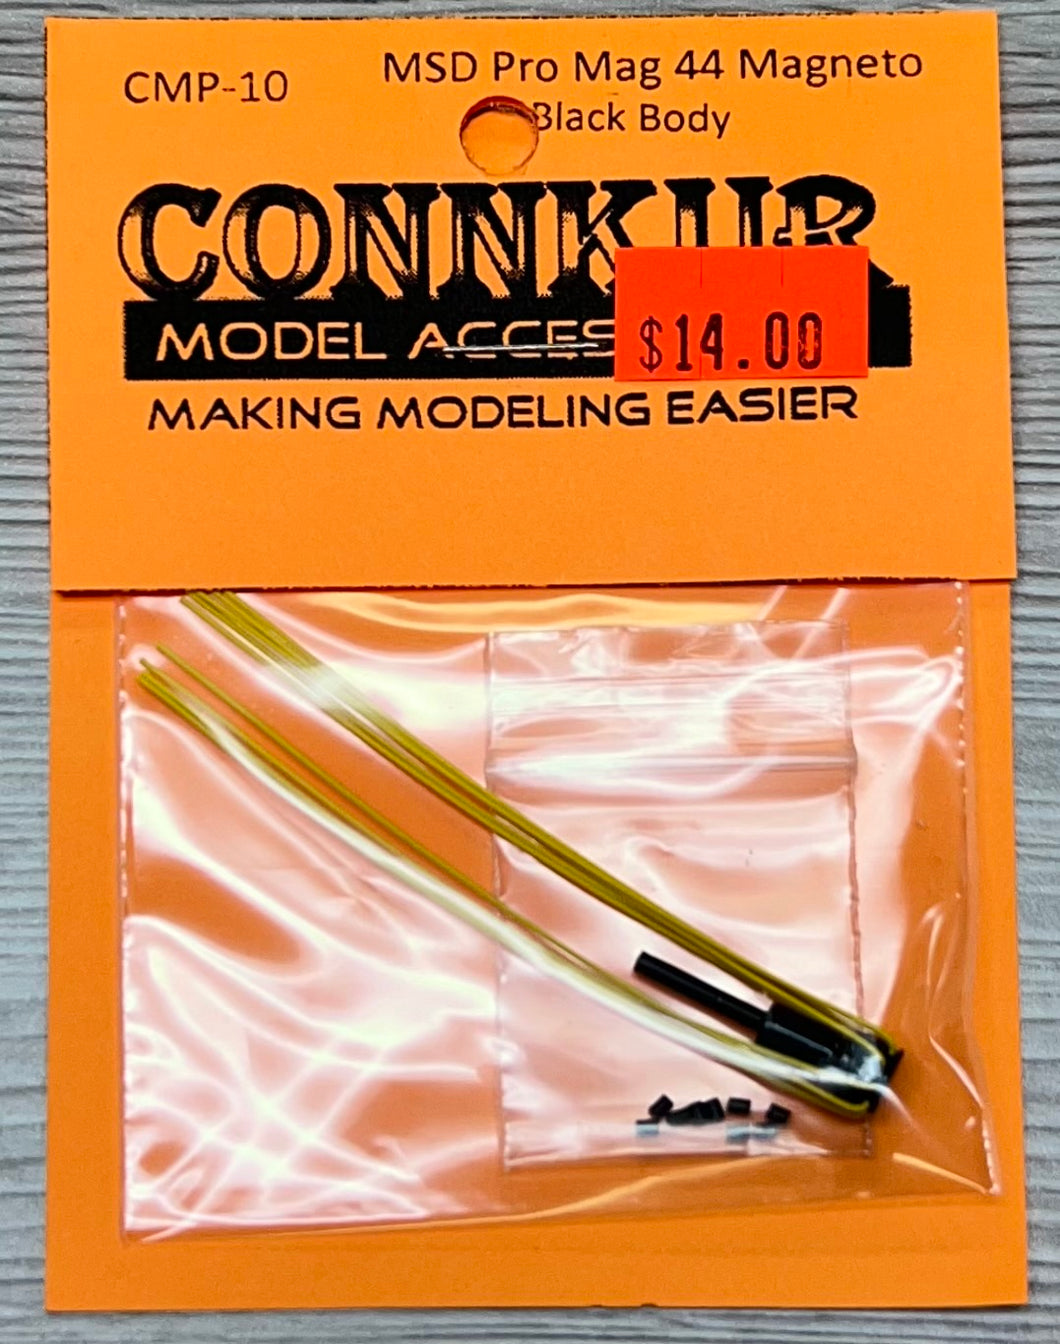 CMP-10
MSD Pro Mag 44 Magneto
Black Body
CONNKUR
MODEL ACCES
$14.00
MAKING MODELING EASIER